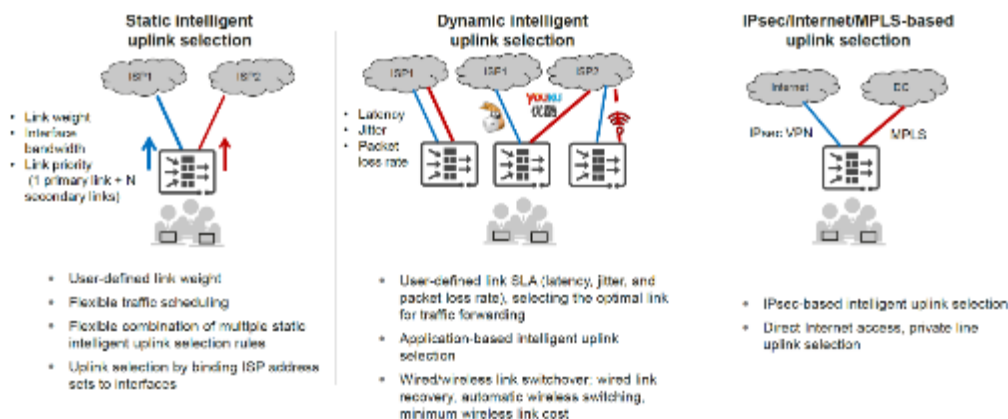 Static intelligent
uplink selection
ISP1
ISP2
• Link weight
• Interface
bandwidth
• Link priority
(1 primary link + N
secondary links)
• User-defined link weight
• Flexible traffic scheduling
• Flexible combination of multiple static
intelligent uplink selection rules
• Uplink selection by binding ISP address
sets to interfaces
Dynamic intelligent
uplink selection
ISP1
ISP1
ISP2
YOUKU
优酷
• Latency
• Jitter
• Packet
loss rate
• User-defined link SLA (latency, jitter, and
packet loss rate), selecting the optimal link
for traffic forwarding
• Application-based intelligent uplink
selection
• Wired/wireless link switchover: wired link
recovery, automatic wireless switching,
minimum wireless link cost
IPsec/Internet/MPLS-based
uplink selection
Internet
DC
IPsec VPN
MPLS
• IPsec-based intelligent uplink selection
• Direct Internet access, private line
uplink selection